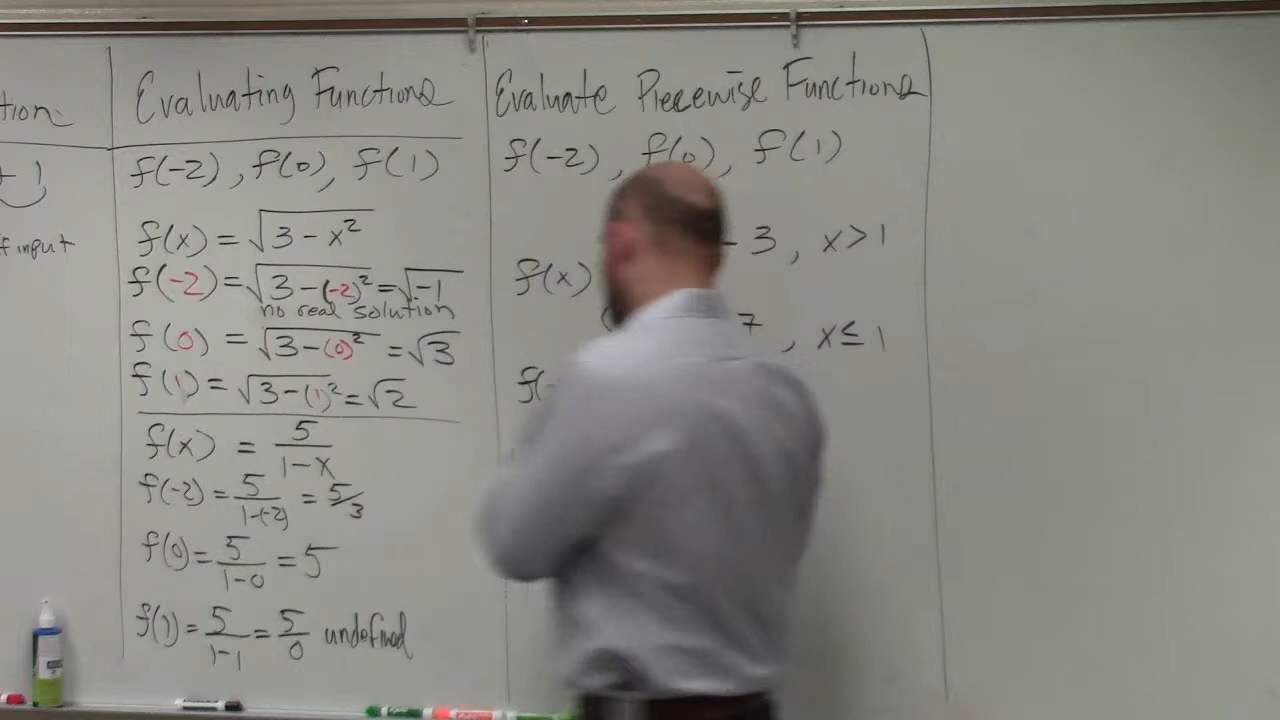 tion
+ 1
f input
Evaluating Functions
f(-2), f(0), f(1)
f(x) = √3 - x²
f(-2) = √3 - (-2)² = √-1
no real solution
f(0) = √3 - (0)² = √3
f(1) = √3 - (1)² = √2
f(x) = 5/1-x
f(-2) = 5/1-(-2) = 5/3
f(0) = 5/1-0 = 5
f(1) = 5/1-1 = 5/0 undefined
Evaluate Piecewise Functions
f(-2), f(0), f(1)
- 3, x>1
f(x)
7, x≤1
f(-